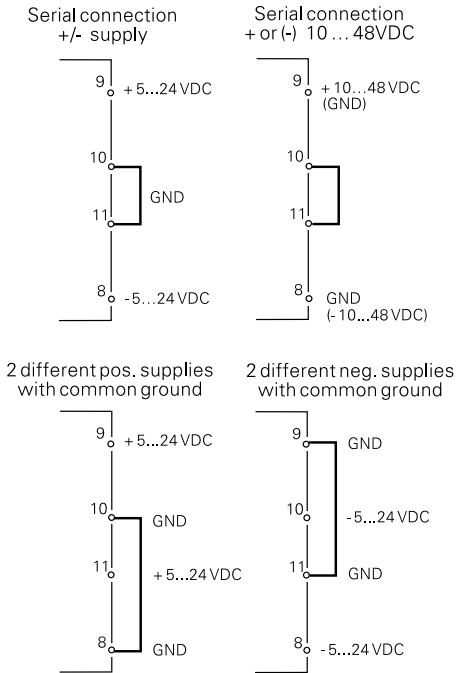 Serial connection
+/- supply
9
+ 5...24 VDC
10
GND
11
8
- 5...24 VDC
Serial connection
+ or (-) 10 ... 48VDC
9
+ 10...48 VDC
(GND)
10
11
8
GND
(- 10...48 VDC)
2 different pos. supplies
with common ground
9
+ 5...24 VDC
10
GND
11
+ 5...24 VDC
8
GND
2 different neg. supplies
with common ground
9
GND
10
- 5...24 VDC
11
GND
8
- 5...24 VDC